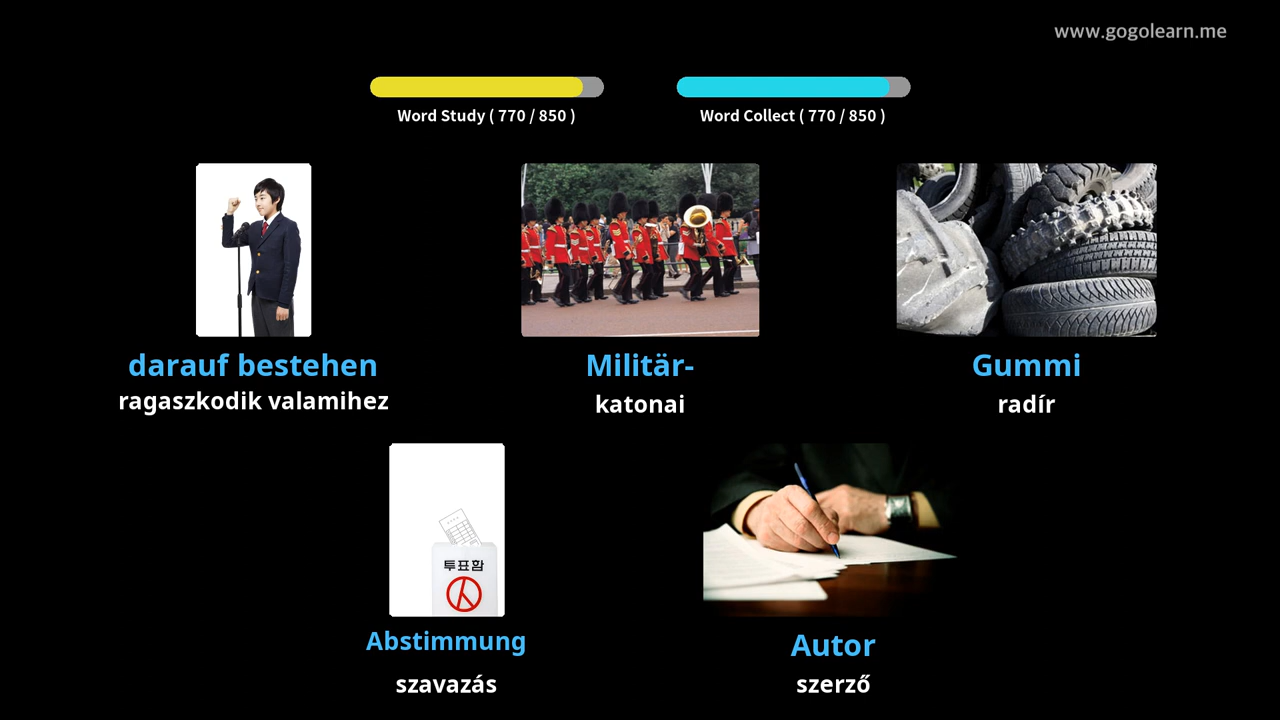 www.gogolearn.me
Word Study ( 770 / 850 )
Word Collect ( 770 / 850 )
darauf bestehen
ragaszkodik valamihez
Militär-
katonai
Gummi
radír
투표함
Abstimmung
szavazás
Autor
szerző